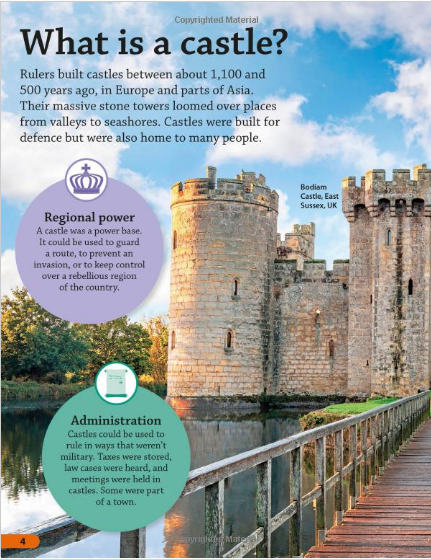 Copyrighted Material
What is a castle?
Rulers built castles between about 1,100 and
500 years ago, in Europe and parts of Asia.
Their massive stone towers loomed over places
from valleys to seashores. Castles were built for
defence but were also home to many people.
Bodiam
Castle, East
Sussex, UK
Regional power
A castle was a power base.
It could be used to guard
a route, to prevent an
invasion, or to keep control
over a rebellious region
of the country.
Administration
Castles could be used to
rule in ways that weren't
military. Taxes were stored,
law cases were heard, and
meetings were held in
castles. Some were part
of a town.
4
Copyrighted Material